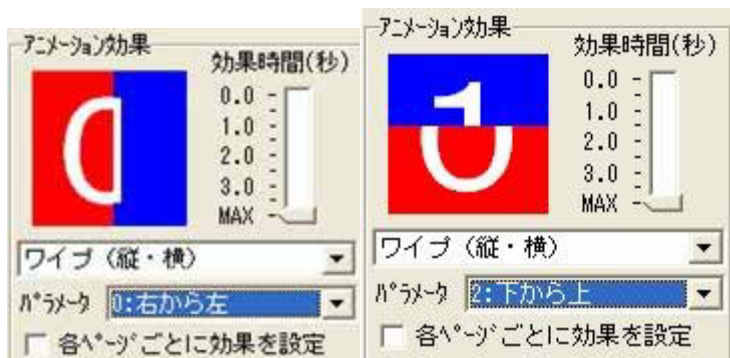 アニメーション効果
効果時間(秒)
0
0.0
1.0
2.0
3.0
MAX
ワイプ (縦・横)
パラメータ 0:右から左
各ページごとに効果を設定
アニメーション効果
効果時間(秒)
1
0
0.0
1.0
2.0
3.0
MAX
ワイプ (縦・横)
パラメータ 2:下から上
各ページごとに効果を設定